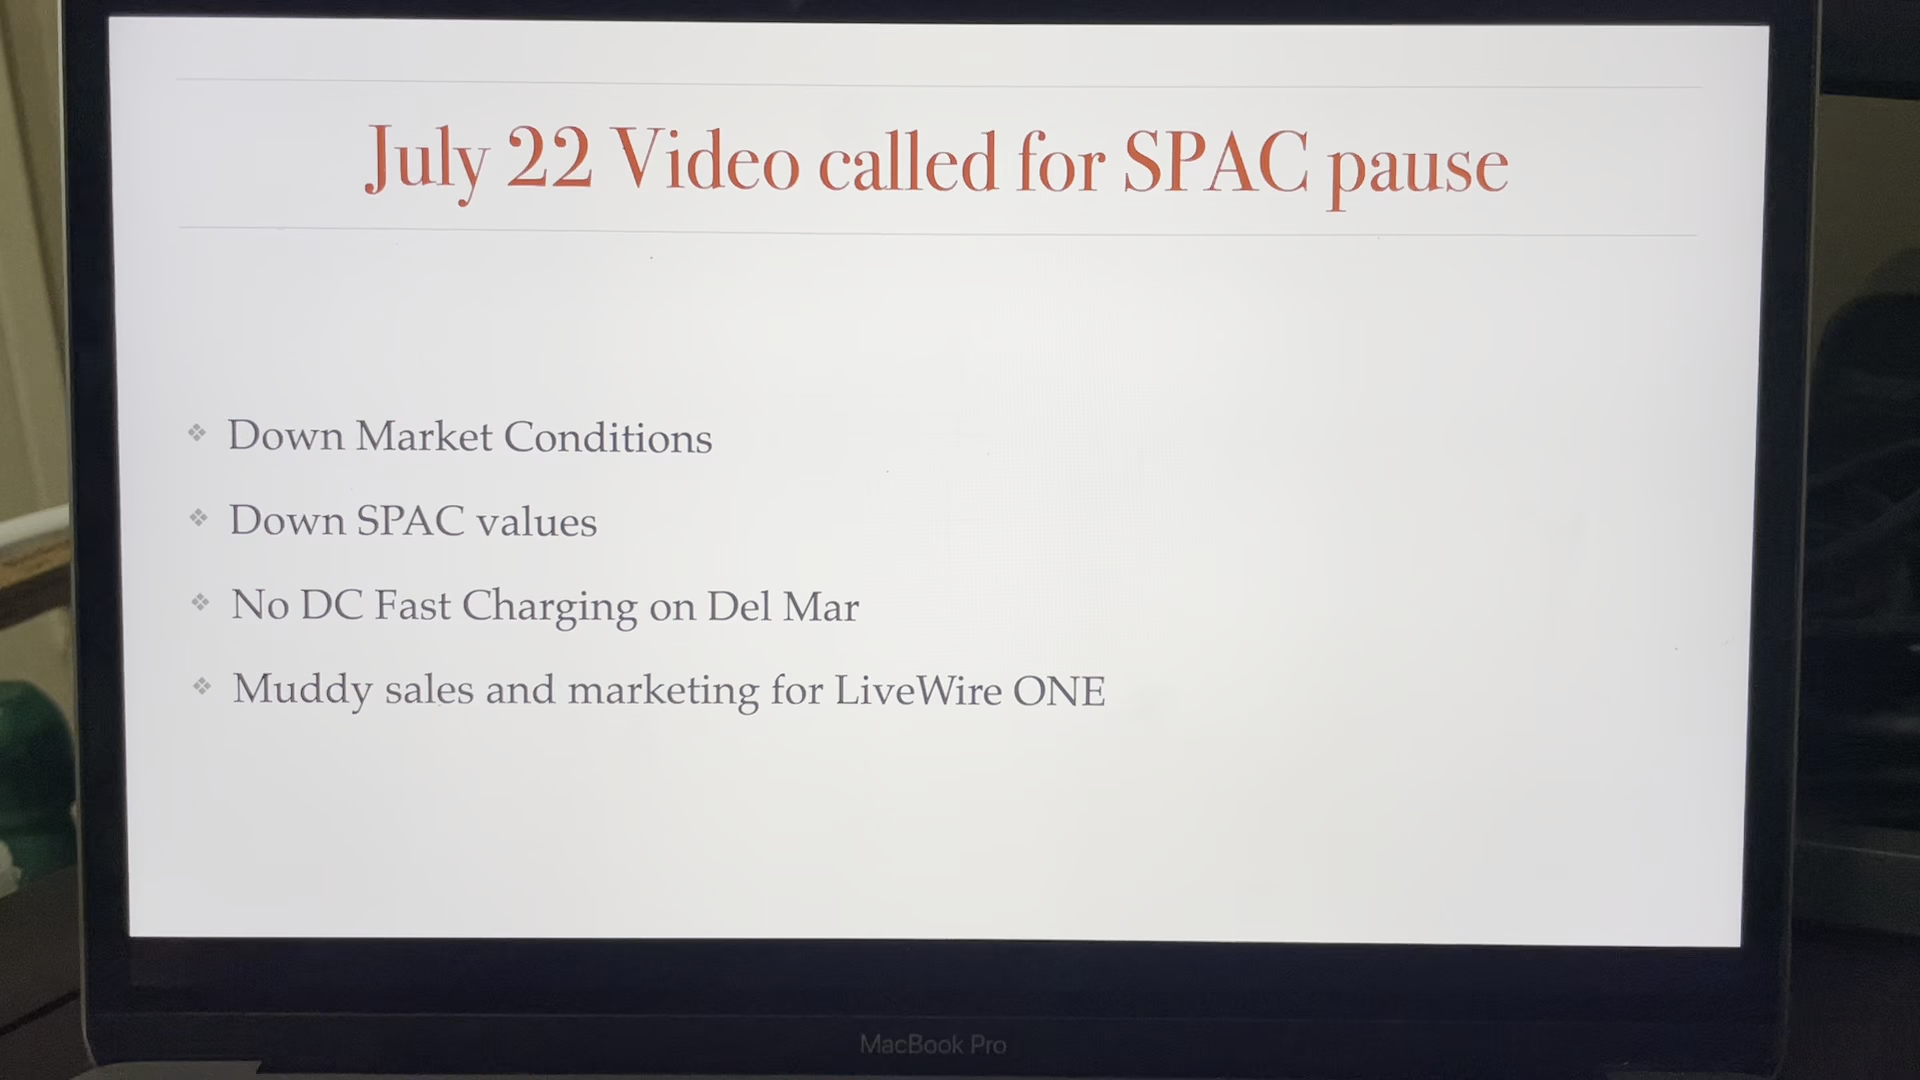 July 22 Video called for SPAC pause
Down Market Conditions
Down SPAC values
No DC Fast Charging on Del Mar
Muddy sales and marketing for LiveWire ONE
MacBook Pro